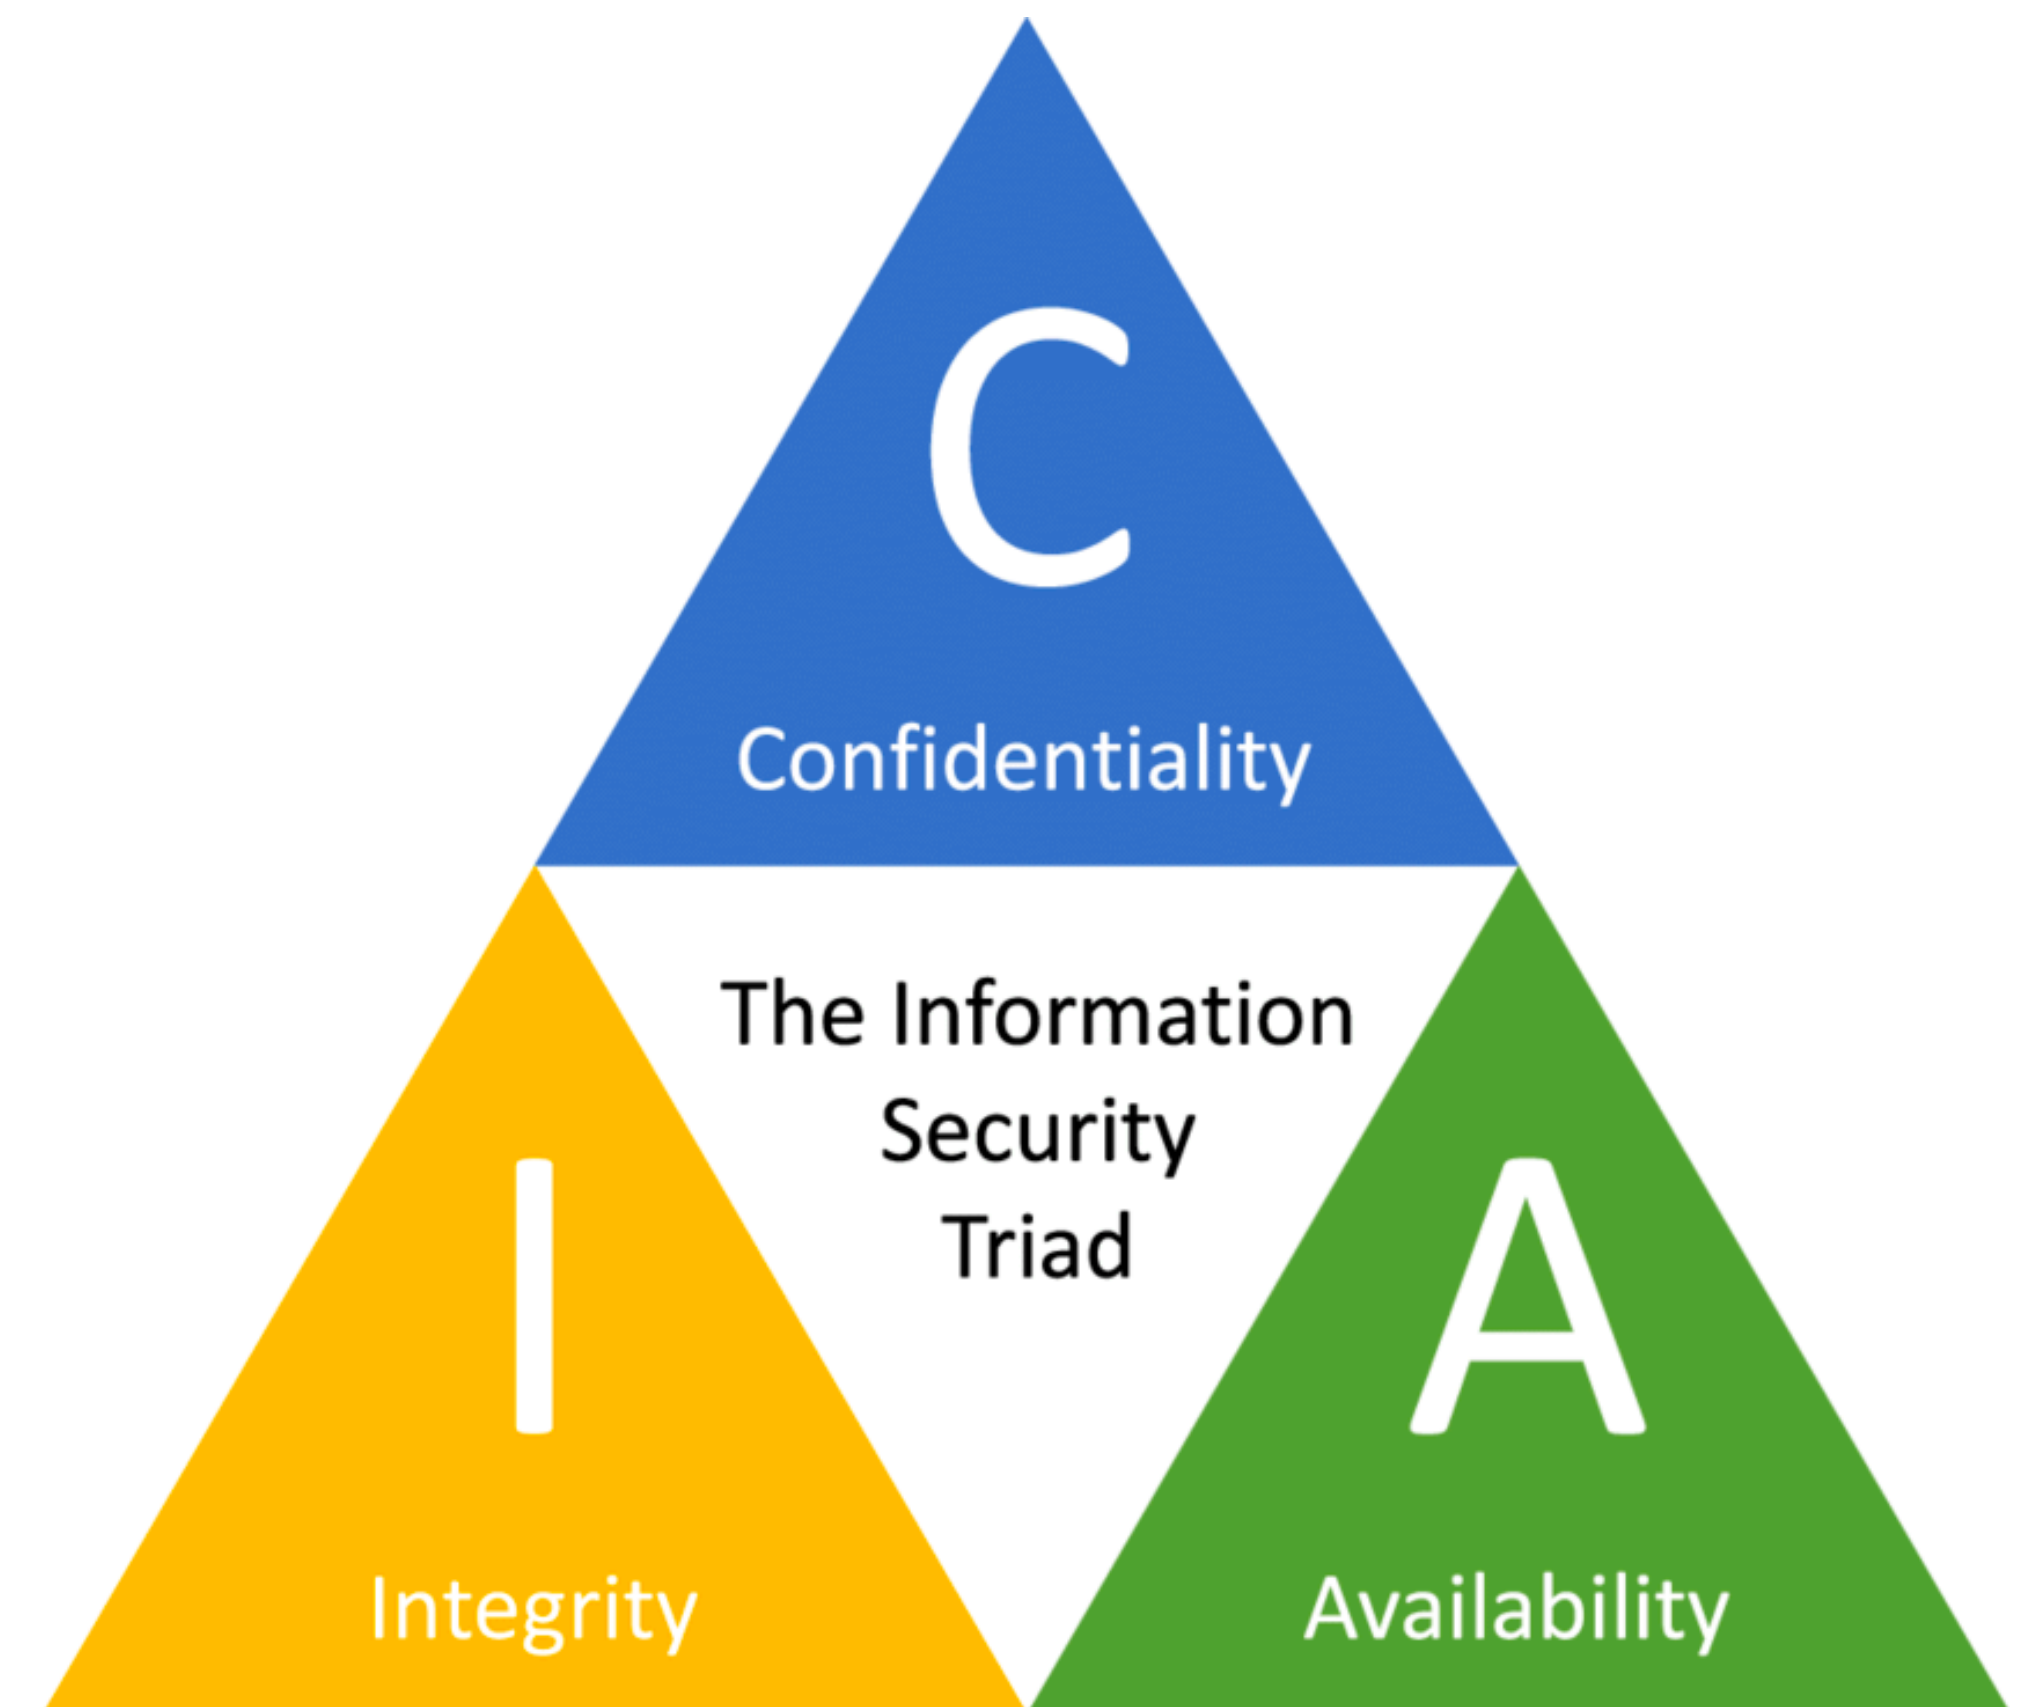 C
Confidentiality
The Information
Security
Triad
I
Integrity
A
Availability